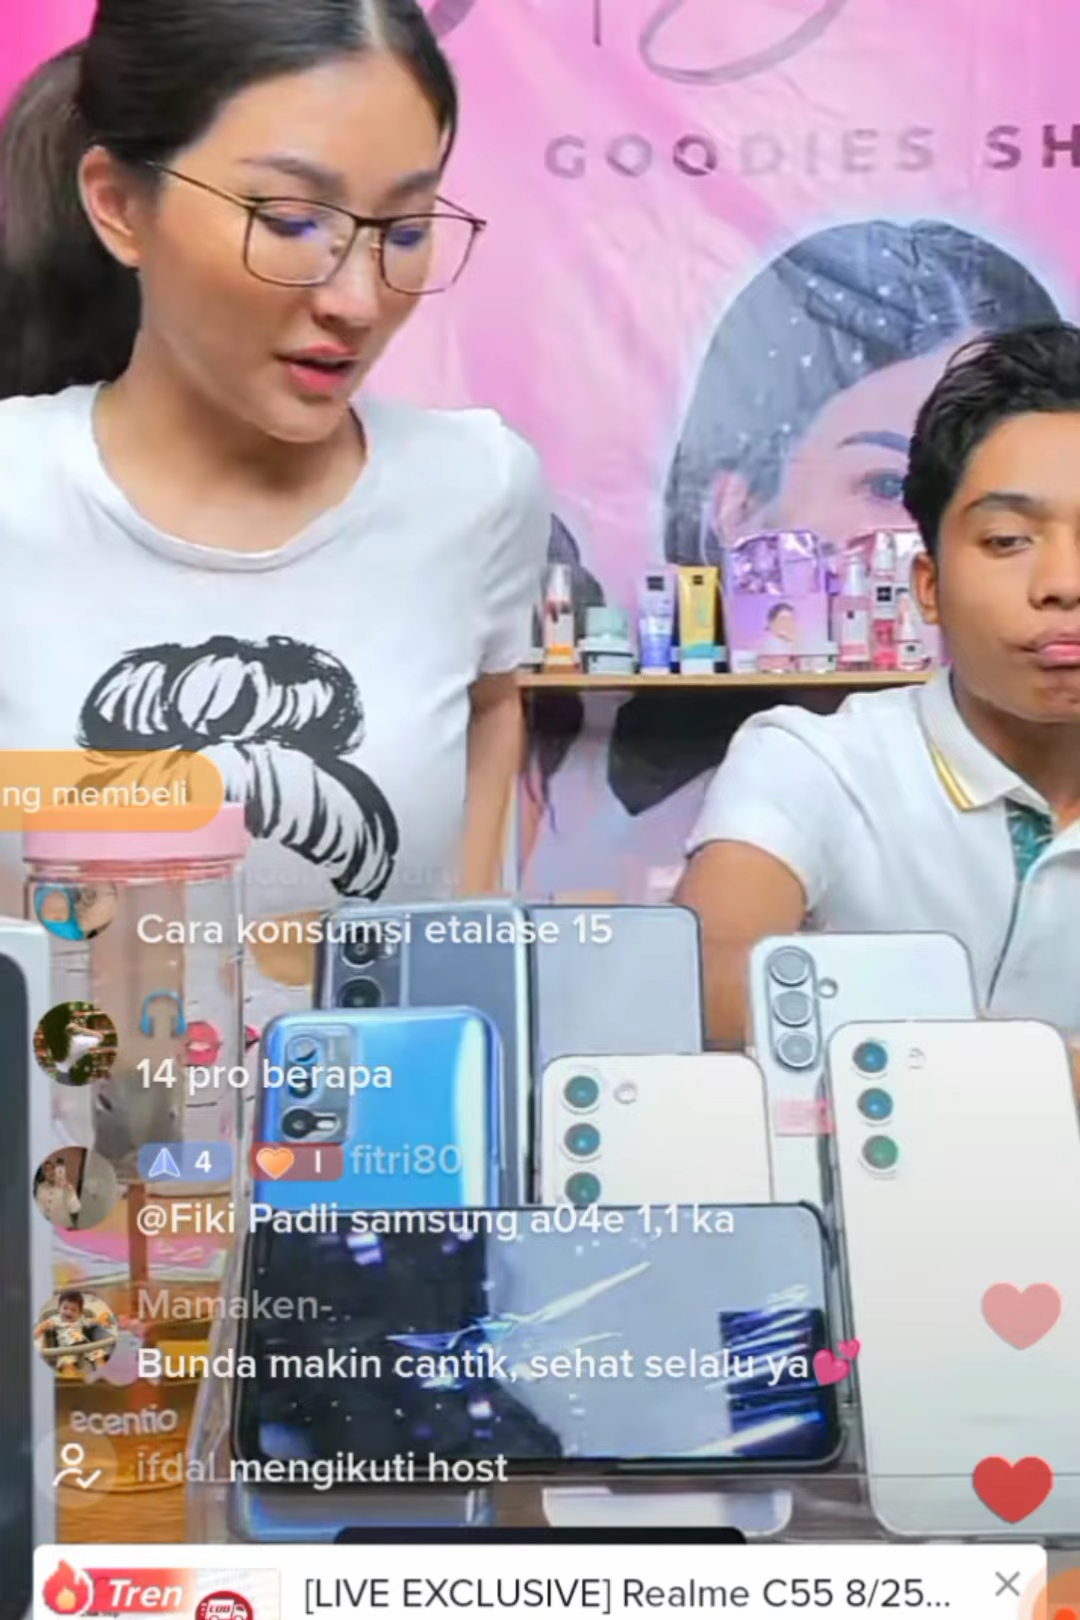 GOODIES SH
ng membeli
Cara konsumsi etalase 15
14 pro berapa
4
I
fitri80
@Fiki Padli samsung a04e 1,1 ka
Mamaken-
Bunda makin cantik, sehat selalu ya💕
ecentio
ifdal mengikuti host
Tren
[LIVE EXCLUSIVE] Realme C55 8/25...